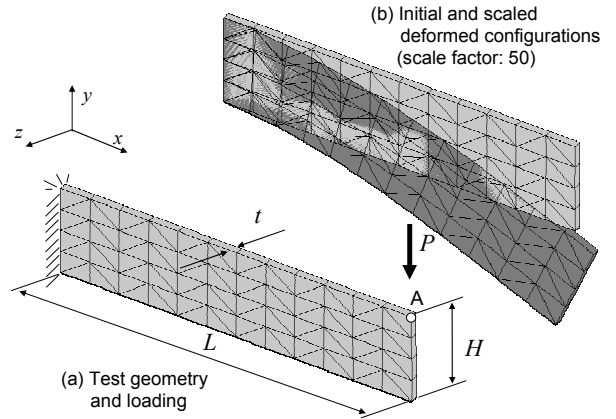 (b) Initial and scaled
deformed configurations
(scale factor: 50)
y
z
x
t
P
A
L
H
(a) Test geometry
and loading